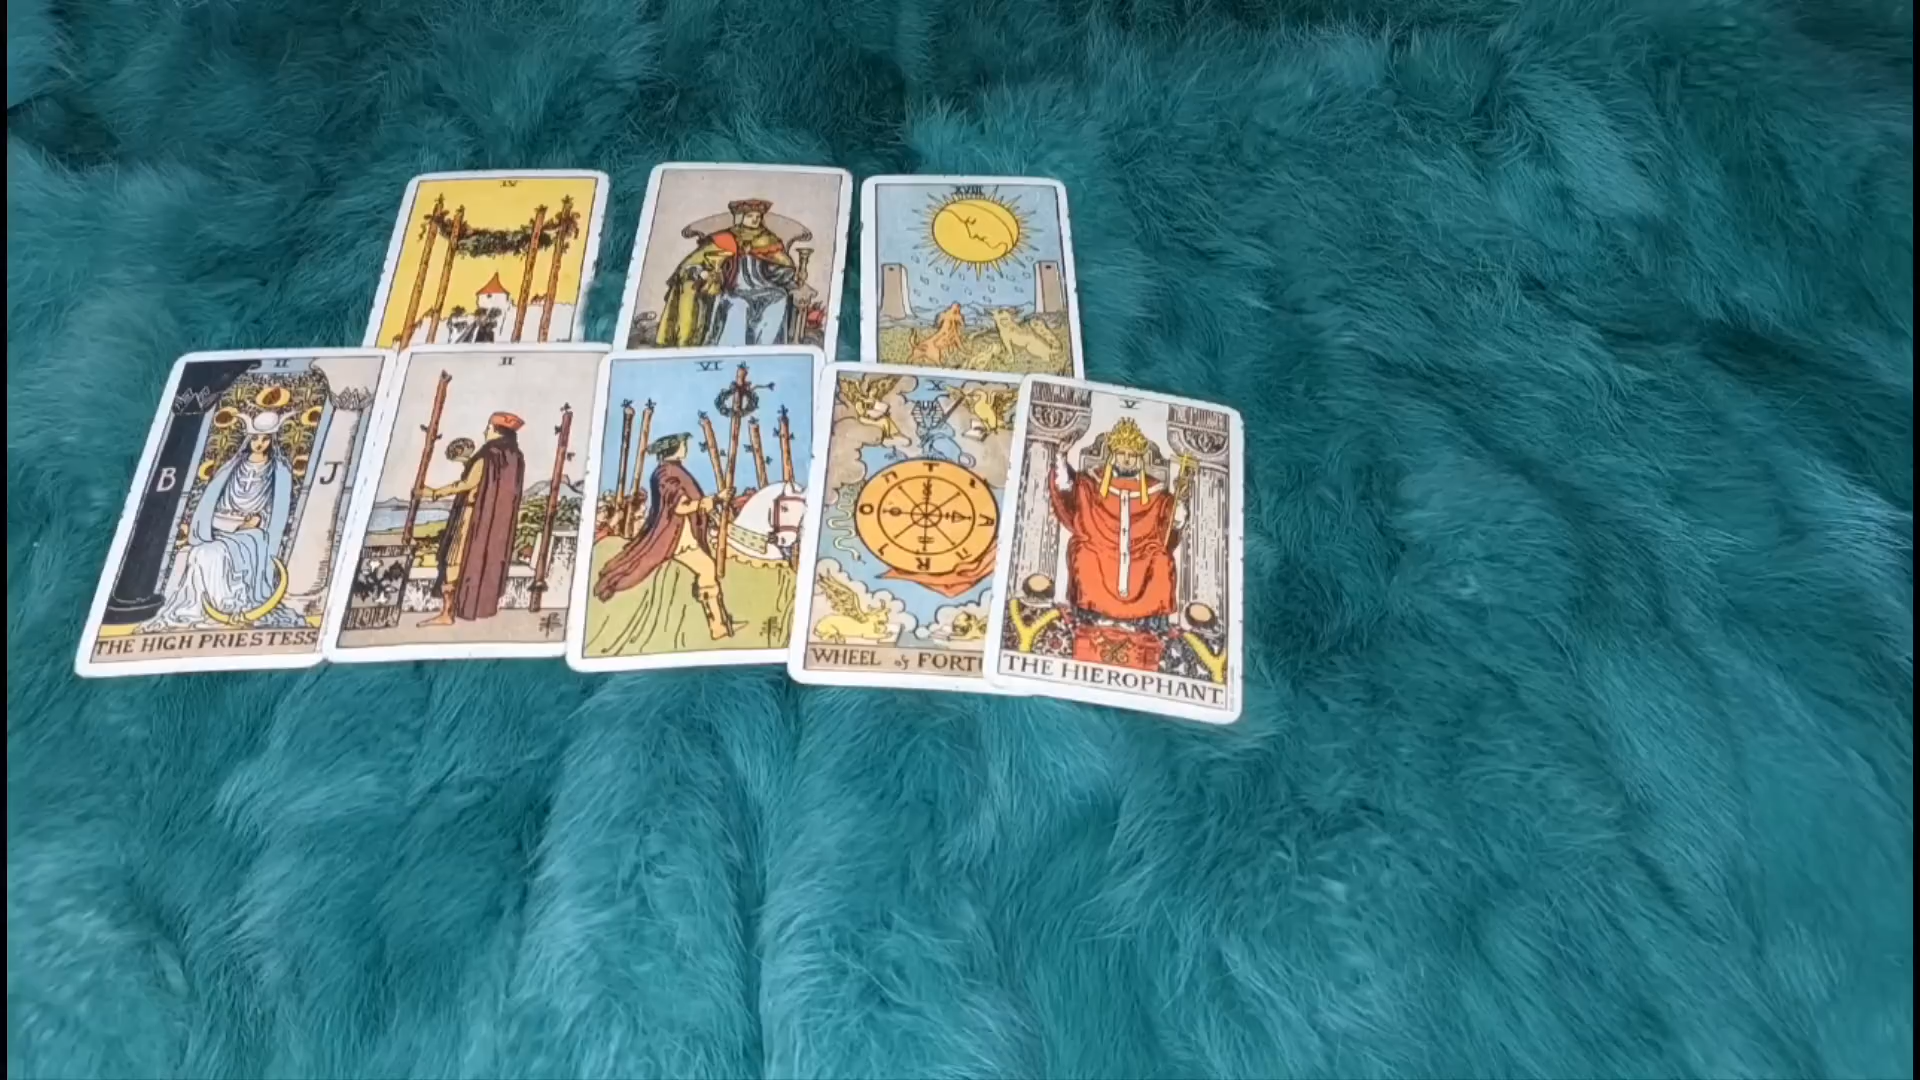 IV
XVIII
II
B
J
THE HIGH PRIESTESS
II
VI
X
T
A
R
O
WHEEL of FORTU
V
THE HIEROPHANT.